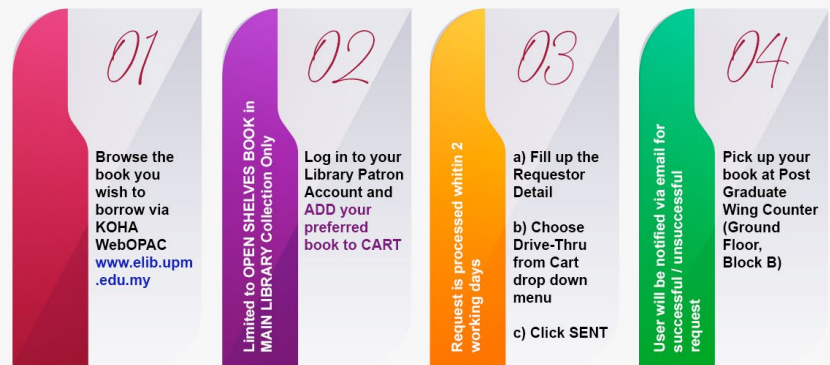 01
Browse the
book you
wish to
borrow via
KOHA
WebOPAC
www.elib.upm
.edu.my
02
Limited to OPEN SHELVES BOOK in
MAIN LIBRARY Collection Only
Log in to your
Library Patron
Account and
ADD your
preferred
book to CART
03
Request is processed whitin 2
working days
a) Fill up the
Requestor
Detail
b) Choose
Drive-Thru
from Cart
drop down
menu
c) Click SENT
04
User will be notified via email for
successful / unsuccessful
request
Pick up your
book at Post
Graduate
Wing Counter
(Ground
Floor,
Block B)